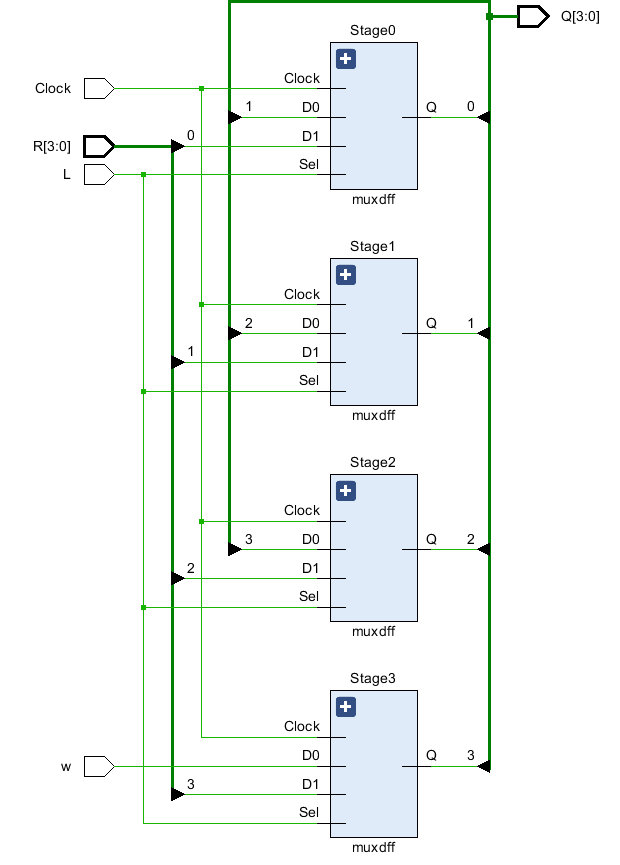 Q[3:0]
Stage0
Clock Clock
1 D0 Q 0
R[3:0] 0 D1
L Sel
muxdff
Stage1
Clock
2 D0 Q 1
1 D1
Sel
muxdff
Stage2
Clock
3 D0 Q 2
2 D1
Sel
muxdff
Stage3
Clock
w D0 Q 3
3 D1
Sel
muxdff